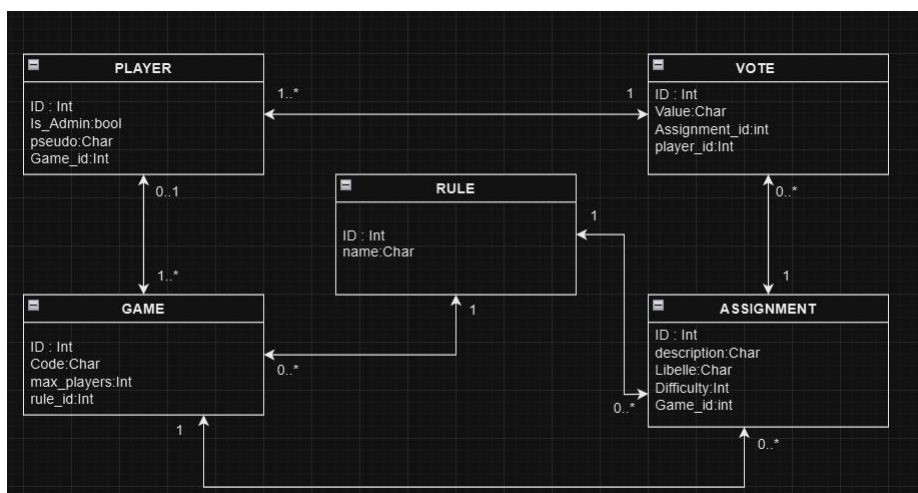 PLAYER
ID : Int
Is_Admin:bool
pseudo:Char
Game_id:Int
1..*
1
VOTE
ID : Int
Value:Char
Assignment_id:int
player_id:Int
0..1
1..*
RULE
ID : Int
name:Char
1
1
0..*
0..*
1
GAME
ID : Int
Code:Char
max_players:Int
rule_id:Int
0..*
ASSIGNMENT
ID : Int
description:Char
Libelle:Char
Difficulty:Int
Game_id:int
1
0..*